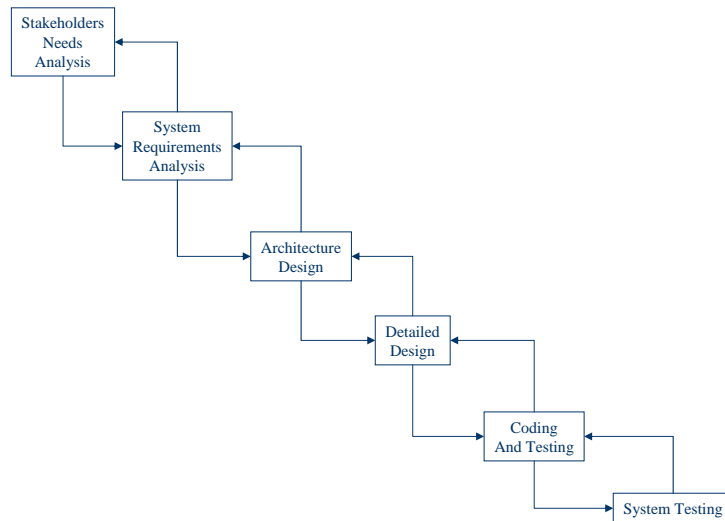 Stakeholders
Needs
Analysis
System
Requirements
Analysis
Architecture
Design
Detailed
Design
Coding
And Testing
System Testing